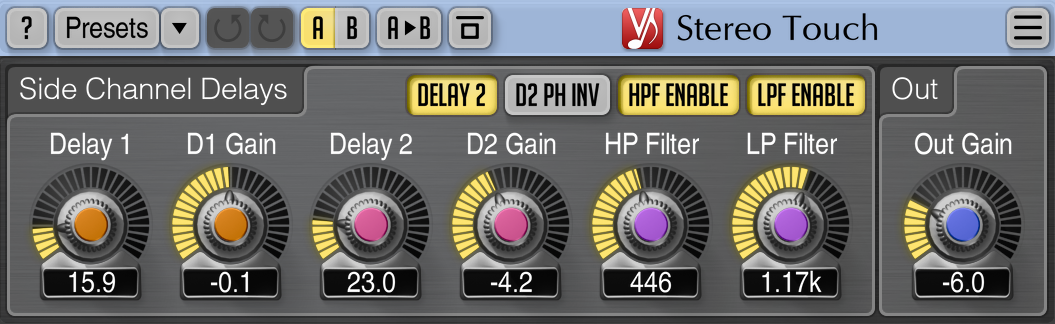 ? Presets ▼ A B A▶B Stereo Touch
Side Channel Delays DELAY 2 D2 PH INV HPF ENABLE LPF ENABLE Out
Delay 1 D1 Gain Delay 2 D2 Gain HP Filter LP Filter Out Gain
15.9 -0.1 23.0 -4.2 446 1.17k -6.0